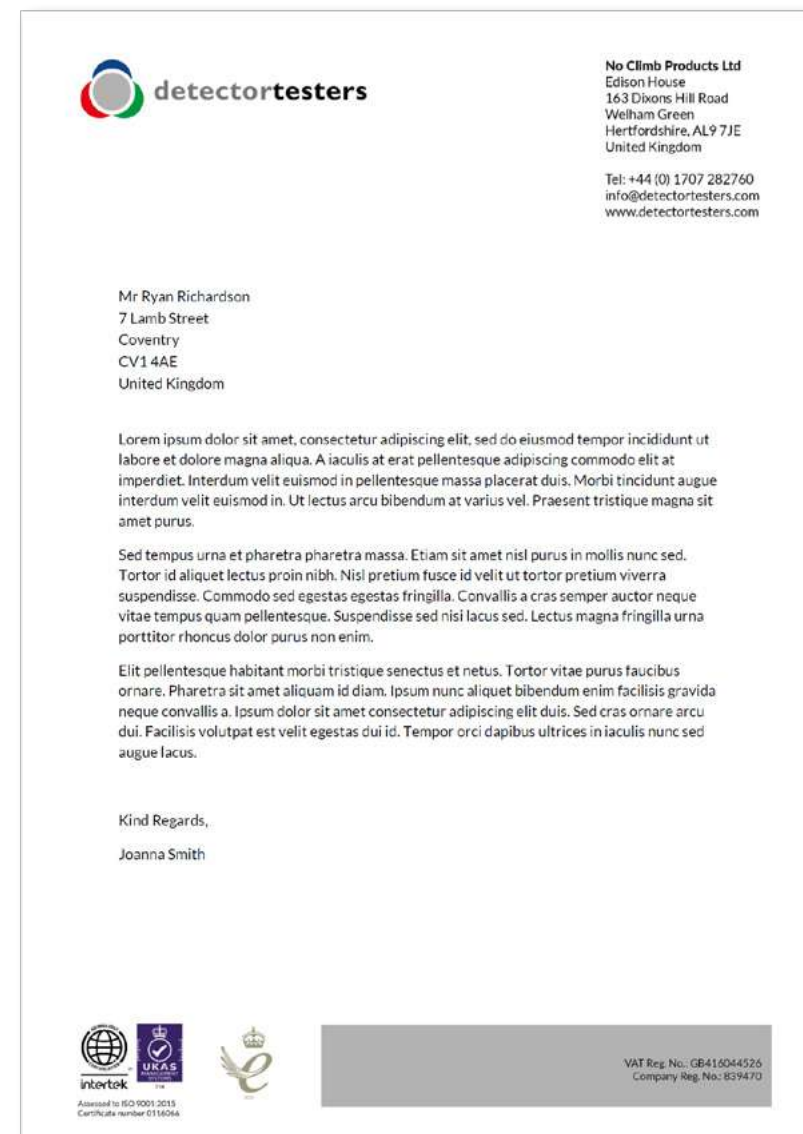 detectortesters
No Climb Products Ltd
Edison House
163 Dixons Hill Road
Welham Green
Hertfordshire, AL9 7JE
United Kingdom
Tel: +44 (0) 1707 282760
info@detectortesters.com
www.detectortesters.com
Mr Ryan Richardson
7 Lamb Street
Coventry
CV1 4AE
United Kingdom
Lorem ipsum dolor sit amet, consectetur adipiscing elit, sed do eiusmod tempor incididunt ut
labore et dolore magna aliqua. A iaculis at erat pellentesque adipiscing commodo elit at
imperdiet. Interdum velit euismod in pellentesque massa placerat duis. Morbi tincidunt augue
interdum velit euismod in. Ut lectus arcu bibendum at varius vel. Praesent tristique magna sit
amet purus.
Sed tempus urna et pharetra pharetra massa. Etiam sit amet nisl purus in mollis nunc sed.
Tortor id aliquet lectus proin nibh. Nisl pretium fusce id velit ut tortor pretium viverra
suspendisse. Commodo sed egestas egestas fringilla. Convallis a cras semper auctor neque
vitae tempus quam pellentesque. Suspendisse sed nisi lacus sed. Lectus magna fringilla urna
porttitor rhoncus dolor purus non enim.
Elit pellentesque habitant morbi tristique senectus et netus. Tortor vitae purus faucibus
ornare. Pharetra sit amet aliquam id diam. Ipsum nunc aliquet bibendum enim facilisis gravida
neque convallis a. Ipsum dolor sit amet consectetur adipiscing elit duis. Sed cras ornare arcu
dui. Facilisis volutpat est velit egestas dui id. Tempor orci dapibus ultrices in iaculis nunc sed
augue lacus.
Kind Regards,
Joanna Smith
intertek
UKAS
MANAGEMENT
SYSTEMS
Assessed to ISO 9001:2015
Certificate number 0116066
VAT Reg. No.: GB416044526
Company Reg. No.: 839470